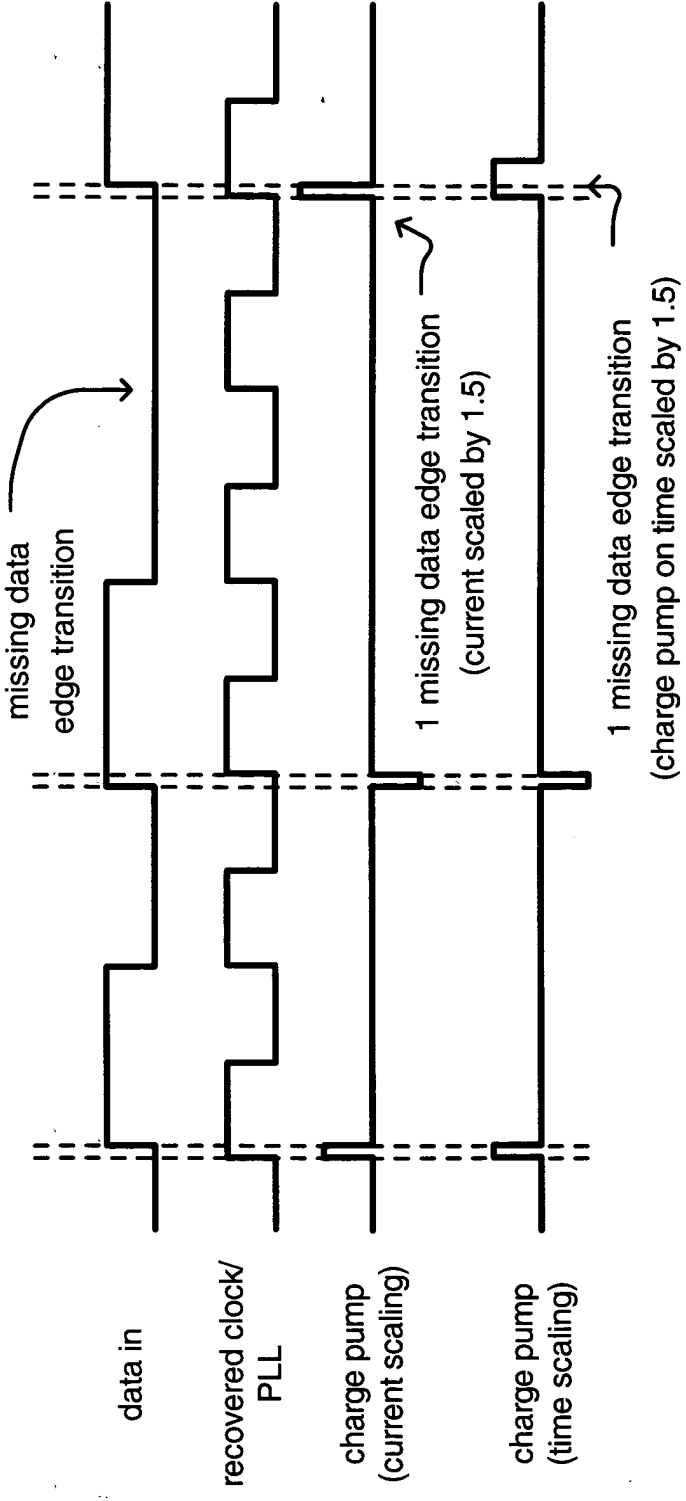 missing data
edge transition
data in
recovered clock/
PLL
charge pump
(current scaling)
1 missing data edge transition
(current scaled by 1.5)
charge pump
(time scaling)
1 missing data edge transition
(charge pump on time scaled by 1.5)